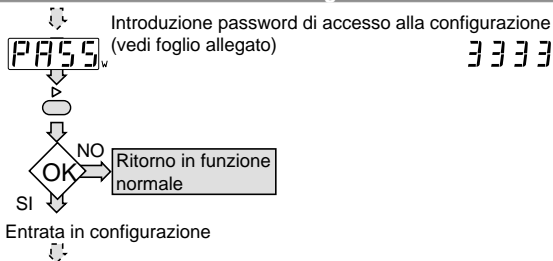 Introduzione password di accesso alla configurazione
(vedi foglio allegato)
PASS w
3333
OK
NO
Ritorno in funzione
normale
SI
Entrata in configurazione